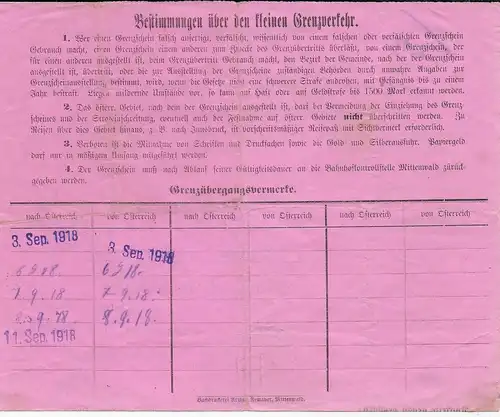 Bestimmungen über den kleinen Grenzverkehr.
1. Wer einen Grenzschein falsch anfertigt, verfälscht, wissentlich von einem falschen oder verfälschten Grenzschein
Gebrauch macht, einen Grenzschein einem anderen zum Zweck des Grenzübertritts überläßt, von einem Grenzschein, der
für einen anderen ausgestellt ist, beim Grenzübertritt Gebrauch macht, den Bezirk der Gemeinde, nach der der Grenzschein
ausgestellt ist, übertritt, oder die zur Ausstellung der Grenzscheine zuständigen Behörden durch unwahre Angaben zur
Grenzscheinausstellung bestimmt, wird, wenn die Gesetze sonst eine schwerere Strafe androhen, mit Gefängnis bis zu einem
Jahr bestraft. Liegen mildernde Umstände vor, so kann auf Haft oder auf Geldstrafe bis 1500 Mark erkannt werden.
2. Das österr. Gebiet, nach dem der Grenzschein ausgestellt ist, darf bei Vermeidung der Einziehung des Grenz-
scheines und der Strafeinschreitung, eventuell auch der Festnahme auf österr. Gebiete nicht überschritten werden. Zu
Reisen über dies Gebiet hinaus, z. B. nach Innsbruck, ist vorschriftsmäßiger Reisepaß mit Sichtvermerk erforderlich.
3. Verboten ist die Mitnahme von Schriften und Drucksachen sowie die Gold- und Silberausfuhr. Papiergeld
darf nur in mäßigem Umfang mitgeführt werden.
4. Der Grenzschein muß nach Ablauf seiner Gültigkeitsdauer an die Bahnhofkontrollstelle Mittenwald zurück-
gegeben werden.
Grenzübergangsvermerke.
nach Österreich von Österreich nach Österreich von Österreich nach Österreich von Österreich
3. Sep. 1918 3. Sep. 1918
6.9.18. 6.9.18.
7.9.18 7.9.18.
8.9.18 8.9.18.
11. Sep. 1918
Mittenwald.